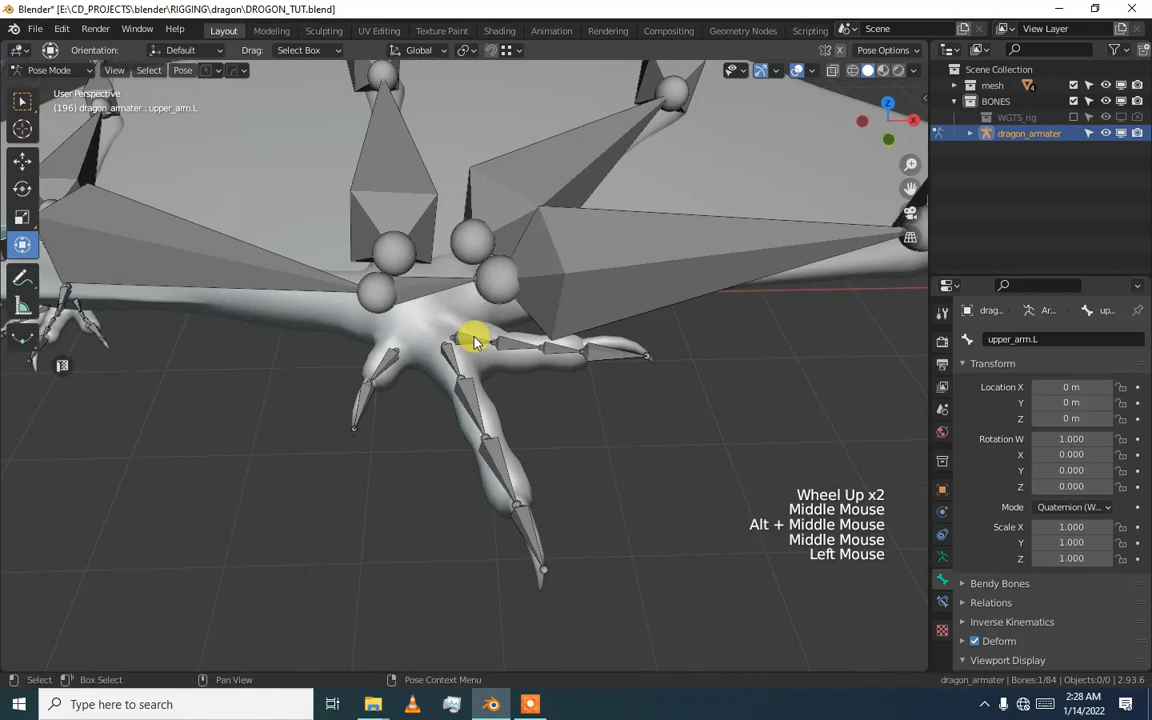 Blender* [E:\CD_PROJECTS\blender\RIGGING\dragon\DROGON_TUT.blend]
File Edit Render Window Help Layout Modeling Sculpting UV Editing Texture Paint Shading Animation Rendering Compositing Geometry Nodes Scripting Scene View Layer
Orientation: Default Drag: Select Box Global Pose Options
Pose Mode View Select Pose
User Perspective
(196) dragon_armater : upper_arm.L
Z
X
Scene Collection
mesh 4
BONES
WGTS_rig
dragon_armater
Wheel Up x2
Middle Mouse
Alt + Middle Mouse
Middle Mouse
Left Mouse
drag... Ar... up...
upper_arm.L
Transform
Location X 0 m
Y 0 m
Z 0 m
Rotation W 1.000
X 0.000
Y 0.000
Z 0.000
Mode Quaternion (W...
Scale X 1.000
Y 1.000
Z 1.000
Bendy Bones
Relations
Inverse Kinematics
Deform
Viewport Display
Select Box Select Pan View Pose Context Menu dragon_armater | Bones:1/84 | Objects:0/0 | 2.93.6
Type here to search
2:28 AM
1/14/2022